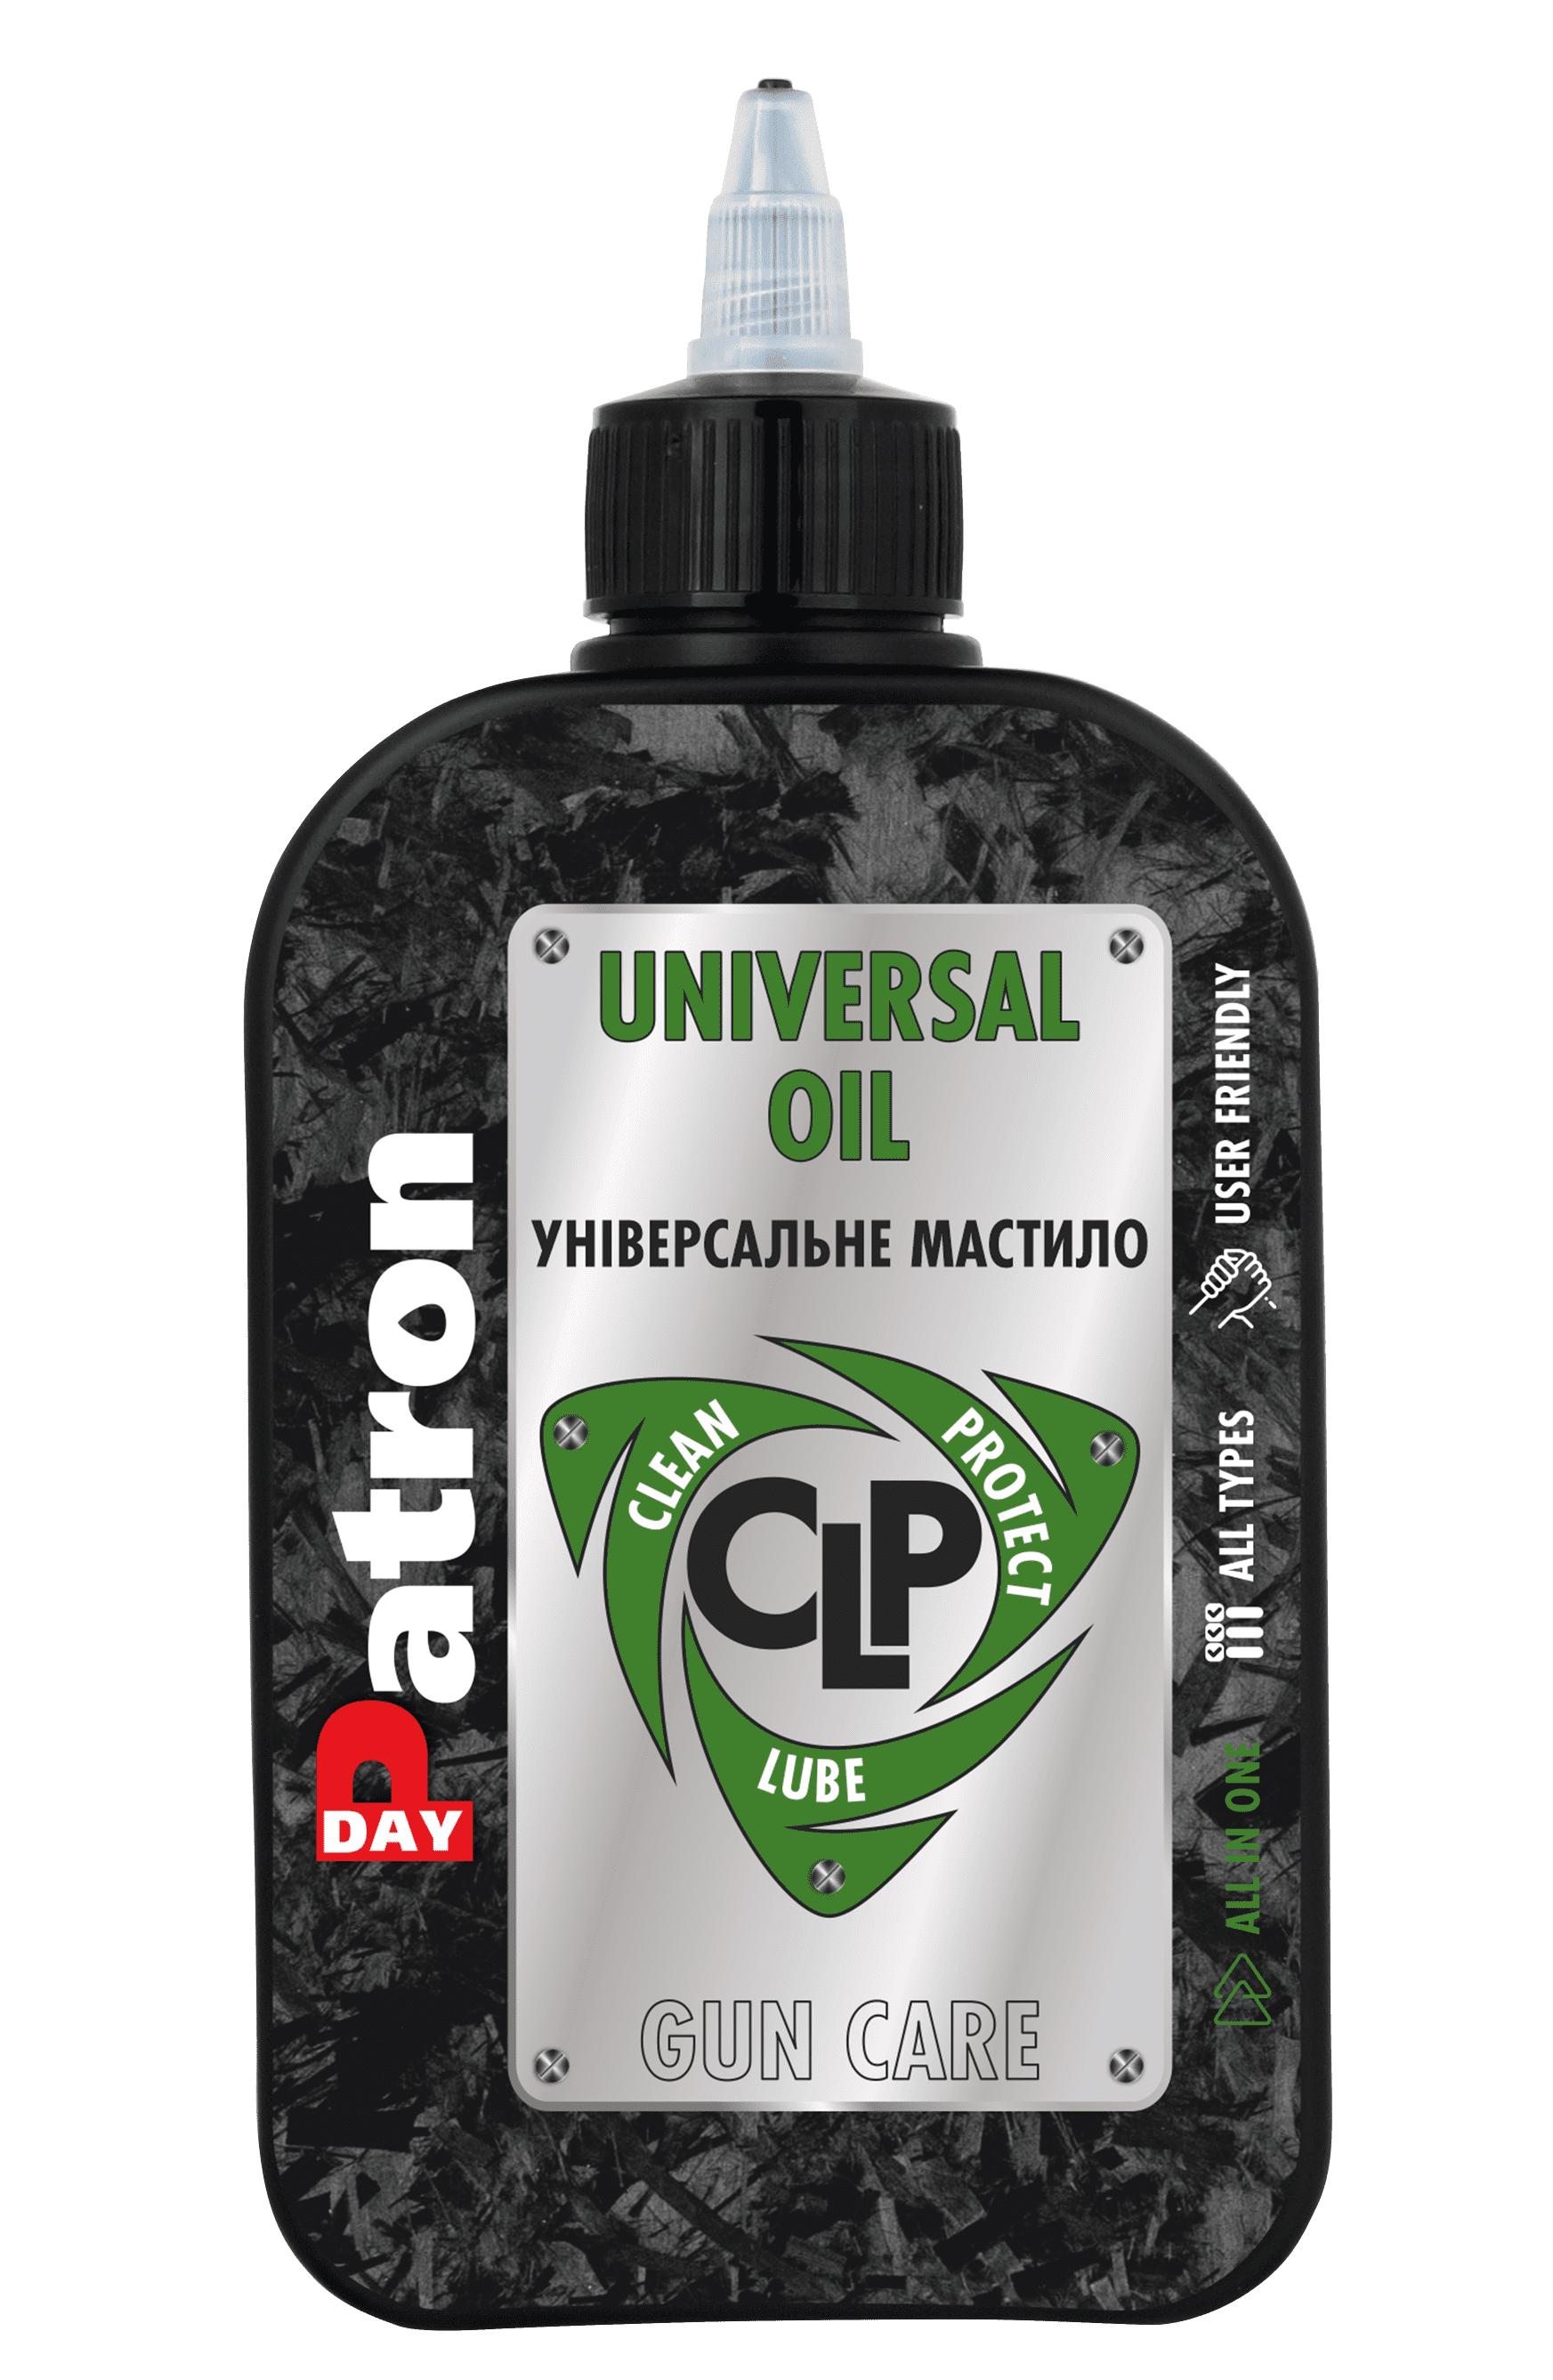 UNIVERSAL
OIL
УНІВЕРСАЛЬНЕ МАСТИЛО
CLEAN
PROTECT
CLP
LUBE
GUN CARE
Patron
DAY
USER FRIENDLY
ALL TYPES
ALL IN ONE